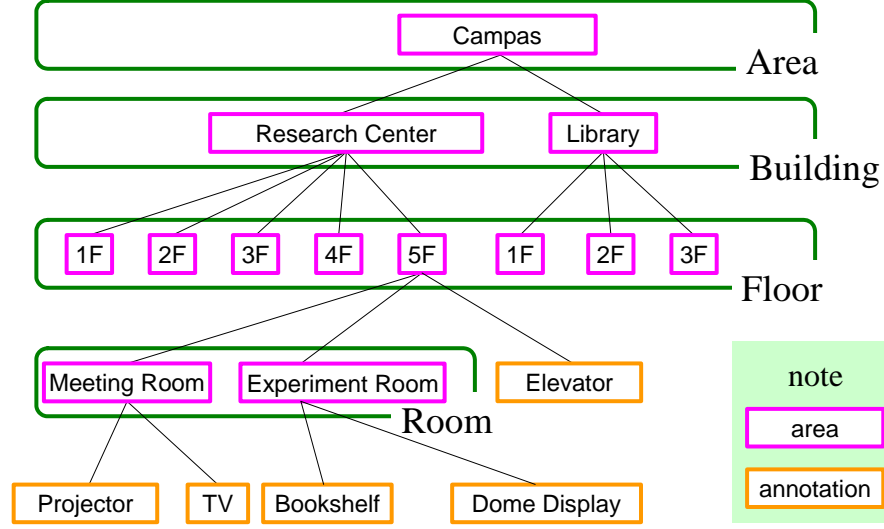 Campas
Area
Research Center
Library
Building
1F
2F
3F
4F
5F
1F
2F
3F
Floor
Meeting Room
Experiment Room
Elevator
Room
Projector
TV
Bookshelf
Dome Display
note
area
annotation